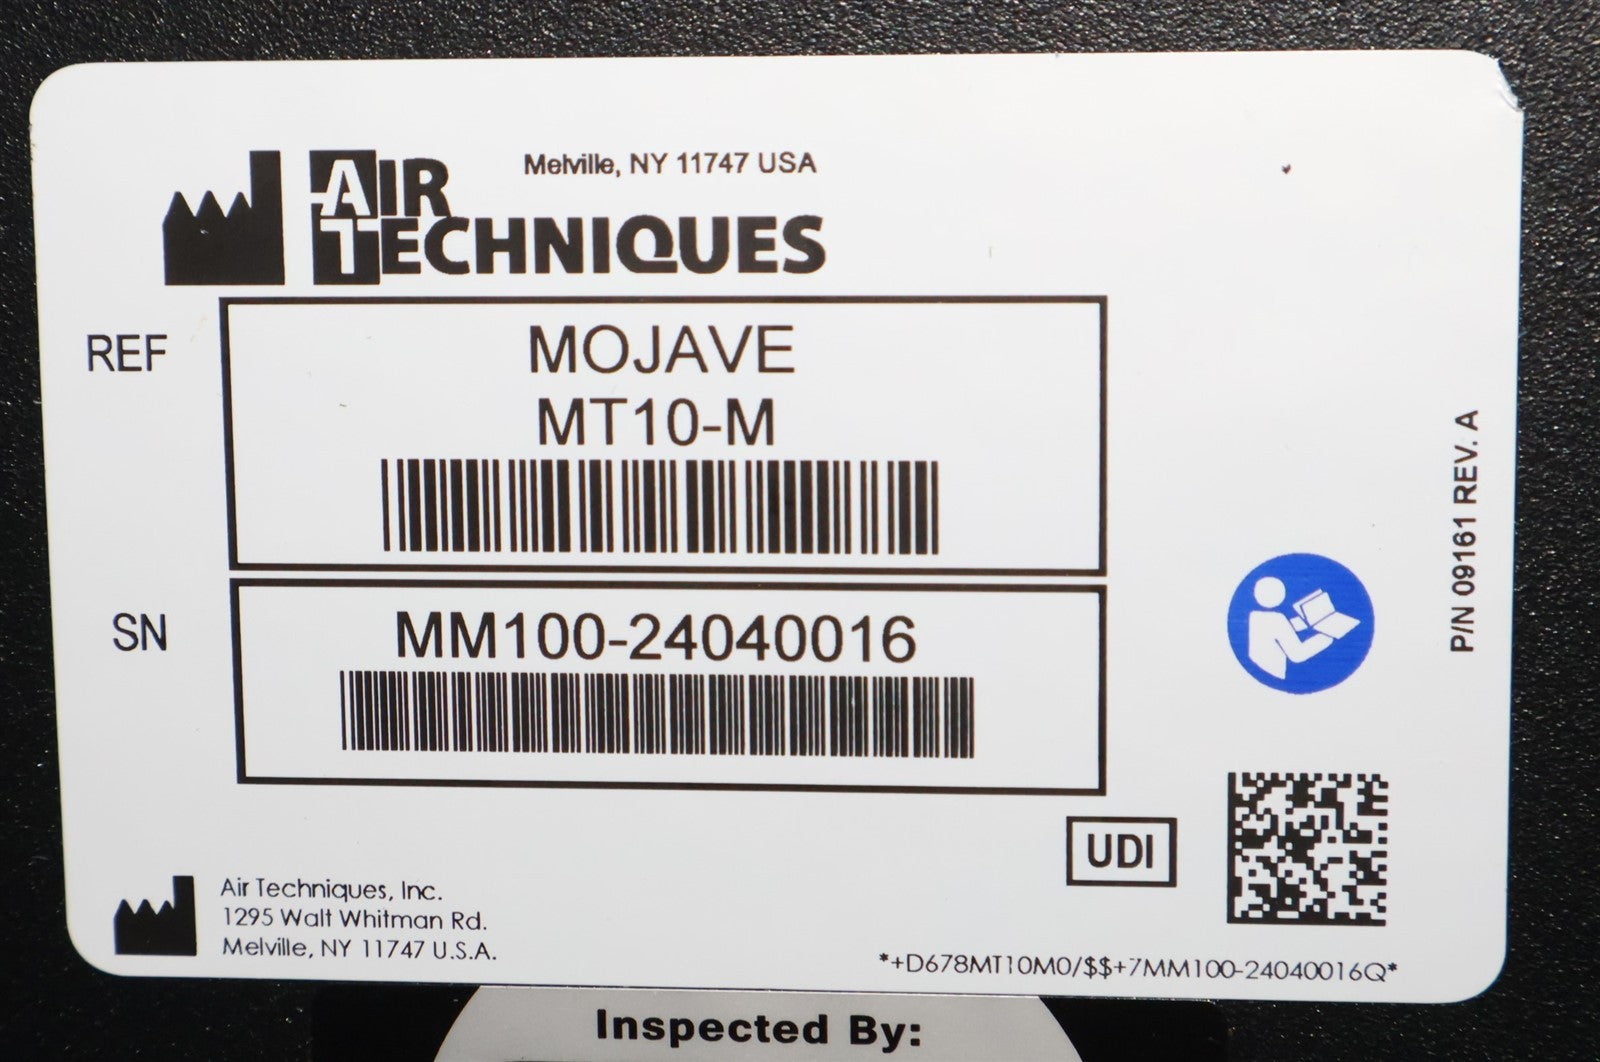 Melville, NY 11747 USA
AIR
TECHNIQUES
REF
MOJAVE
MT10-M
SN
MM100-24040016
P/N 09161 REV. A
UDI
Air Techniques, Inc.
1295 Walt Whitman Rd.
Melville, NY 11747 U.S.A.
*+D678MT10M0/$$+7MM100-24040016Q*
Inspected By: